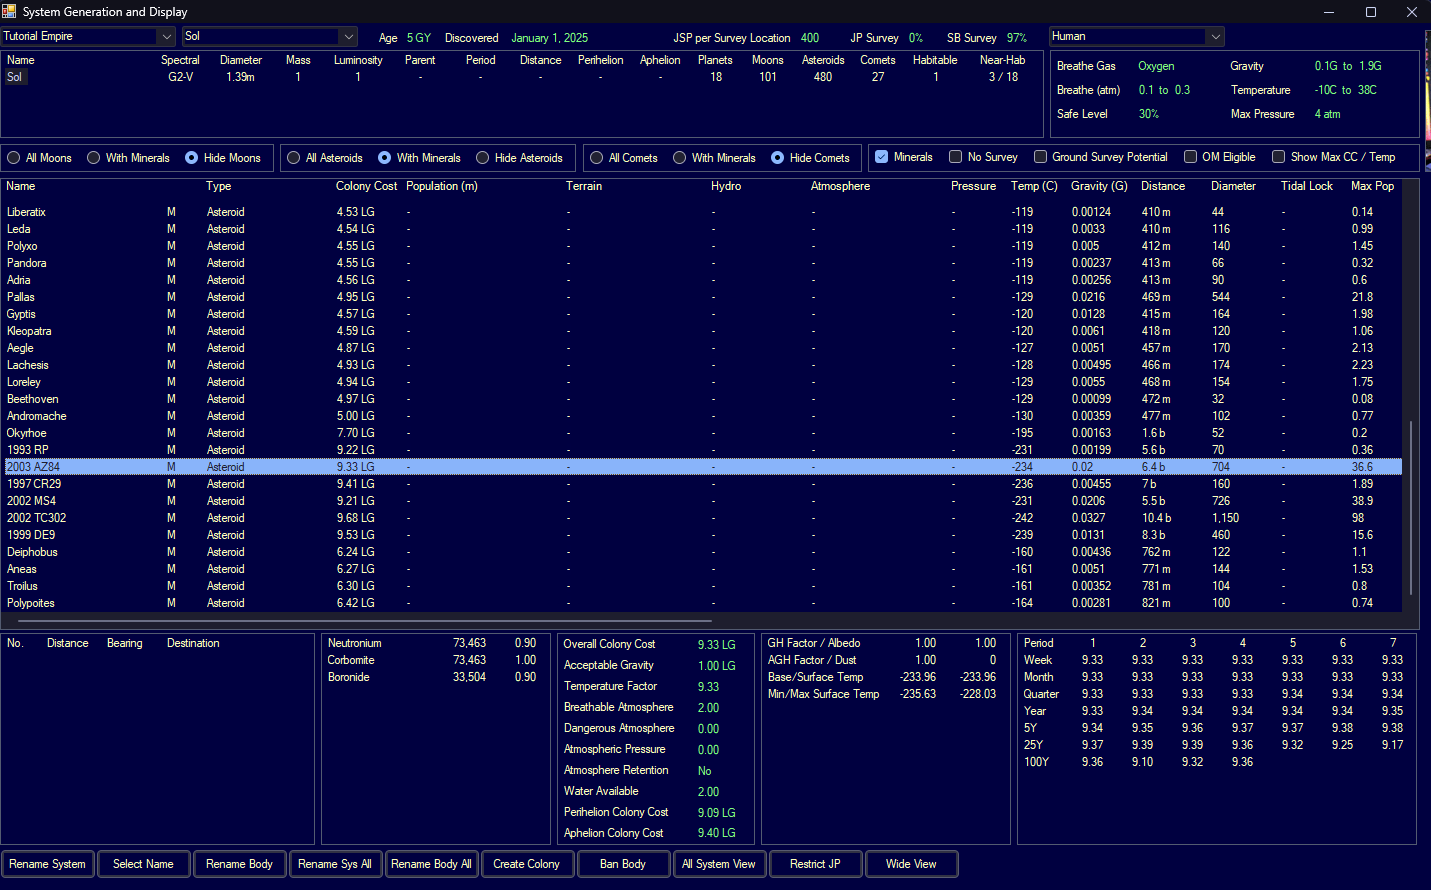 System Generation and Display
Tutorial Empire Sol Age 5 GY Discovered January 1, 2025 JSP per Survey Location 400 JP Survey 0% SB Survey 97% Human
Name Spectral Diameter Mass Luminosity Parent Period Distance Perihelion Aphelion Planets Moons Asteroids Comets Habitable Near-Hab
Sol G2-V 1.39m 1 1 - - - - - 18 101 480 27 1 3 / 18
Breathe Gas Oxygen Gravity 0.1G to 1.9G
Breathe (atm) 0.1 to 0.3 Temperature -10C to 38C
Safe Level 30% Max Pressure 4 atm
All Moons With Minerals Hide Moons All Asteroids With Minerals Hide Asteroids All Comets With Minerals Hide Comets Minerals No Survey Ground Survey Potential OM Eligible Show Max CC / Temp
Name Type Colony Cost Population (m) Terrain Hydro Atmosphere Pressure Temp (C) Gravity (G) Distance Diameter Tidal Lock Max Pop
Liberatix M Asteroid 4.53 LG - - - - - -119 0.00124 410 m 44 - 0.14
Leda M Asteroid 4.54 LG - - - - - -119 0.0033 410 m 116 - 0.99
Polyxo M Asteroid 4.55 LG - - - - - -119 0.005 412 m 140 - 1.45
Pandora M Asteroid 4.55 LG - - - - - -119 0.00237 413 m 66 - 0.32
Adria M Asteroid 4.56 LG - - - - - -119 0.00256 413 m 90 - 0.6
Pallas M Asteroid 4.95 LG - - - - - -129 0.0216 469 m 544 - 21.8
Gyptis M Asteroid 4.57 LG - - - - - -120 0.0128 415 m 164 - 1.98
Kleopatra M Asteroid 4.59 LG - - - - - -120 0.0061 418 m 120 - 1.06
Aegle M Asteroid 4.87 LG - - - - - -127 0.0051 457 m 170 - 2.13
Lachesis M Asteroid 4.93 LG - - - - - -128 0.00495 466 m 174 - 2.23
Loreley M Asteroid 4.94 LG - - - - - -129 0.0055 468 m 154 - 1.75
Beethoven M Asteroid 4.97 LG - - - - - -129 0.00099 472 m 32 - 0.08
Andromache M Asteroid 5.00 LG - - - - - -130 0.00359 477 m 102 - 0.77
Okyrhoe M Asteroid 7.70 LG - - - - - -195 0.00163 1.6 b 52 - 0.2
1993 RP M Asteroid 9.22 LG - - - - - -231 0.00199 5.6 b 70 - 0.36
2003 AZ84 M Asteroid 9.33 LG - - - - - -234 0.02 6.4 b 704 - 36.6
1997 CR29 M Asteroid 9.41 LG - - - - - -236 0.00455 7 b 160 - 1.89
2002 MS4 M Asteroid 9.21 LG - - - - - -231 0.0206 5.5 b 726 - 38.9
2002 TC302 M Asteroid 9.68 LG - - - - - -242 0.0327 10.4 b 1,150 - 98
1999 DE9 M Asteroid 9.53 LG - - - - - -239 0.0131 8.3 b 460 - 15.6
Deiphobus M Asteroid 6.24 LG - - - - - -160 0.00436 762 m 122 - 1.1
Aneas M Asteroid 6.27 LG - - - - - -161 0.0051 771 m 144 - 1.53
Troilus M Asteroid 6.30 LG - - - - - -161 0.00352 781 m 104 - 0.8
Polypoites M Asteroid 6.42 LG - - - - - -164 0.00281 821 m 100 - 0.74
No. Distance Bearing Destination
Neutronium 73,463 0.90
Corbomite 73,463 1.00
Boronide 33,504 0.90
Overall Colony Cost 9.33 LG
Acceptable Gravity 1.00 LG
Temperature Factor 9.33
Breathable Atmosphere 2.00
Dangerous Atmosphere 0.00
Atmospheric Pressure 0.00
Atmosphere Retention No
Water Available 2.00
Perihelion Colony Cost 9.09 LG
Aphelion Colony Cost 9.40 LG
GH Factor / Albedo 1.00 1.00
AGH Factor / Dust 1.00 0
Base/Surface Temp -233.96 -233.96
Min/Max Surface Temp -235.63 -228.03
Period 1 2 3 4 5 6 7
Week 9.33 9.33 9.33 9.33 9.33 9.33 9.33
Month 9.33 9.33 9.33 9.33 9.33 9.33 9.33
Quarter 9.33 9.33 9.33 9.33 9.34 9.34 9.34
Year 9.33 9.34 9.34 9.34 9.34 9.34 9.35
5Y 9.34 9.35 9.36 9.37 9.37 9.38 9.38
25Y 9.37 9.39 9.39 9.36 9.32 9.25 9.17
100Y 9.36 9.10 9.32 9.36
Rename System Select Name Rename Body Rename Sys All Rename Body All Create Colony Ban Body All System View Restrict JP Wide View